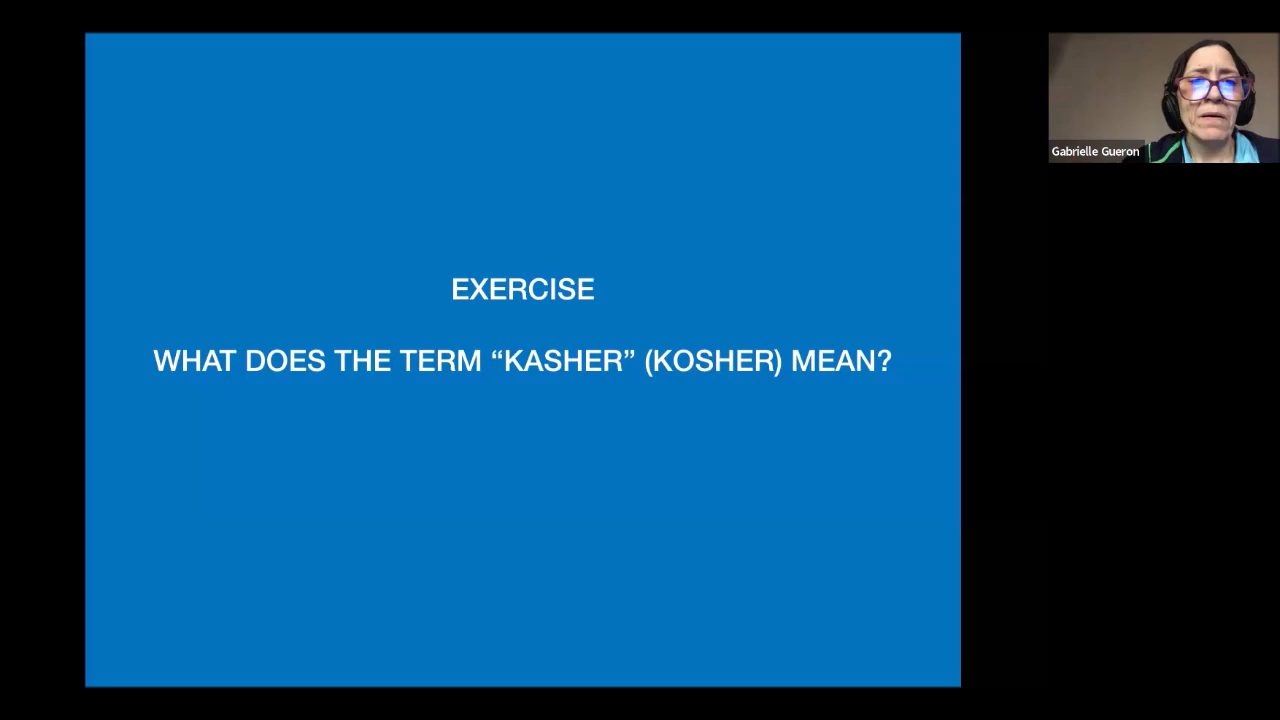 EXERCISE
WHAT DOES THE TERM “KASHER” (KOSHER) MEAN?
Gabrielle Gueron